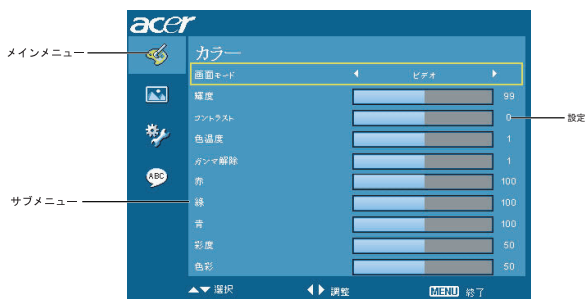 acer
メインメニュー
カラー
画面モード ビデオ
輝度 99
コントラスト 0
設定
色温度 1
ガンマ解除 1
ABC
赤 100
サブメニュー
緑 100
青 100
彩度 50
色彩 50
選択 調整 MENU 終了